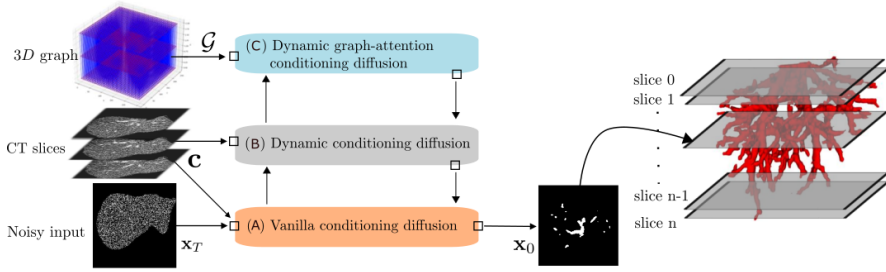 3D graph
𝒢
(C) Dynamic graph-attention
conditioning diffusion
CT slices
c
(B) Dynamic conditioning diffusion
Noisy input
x_T
(A) Vanilla conditioning diffusion
x_0
slice 0
slice 1
slice n-1
slice n